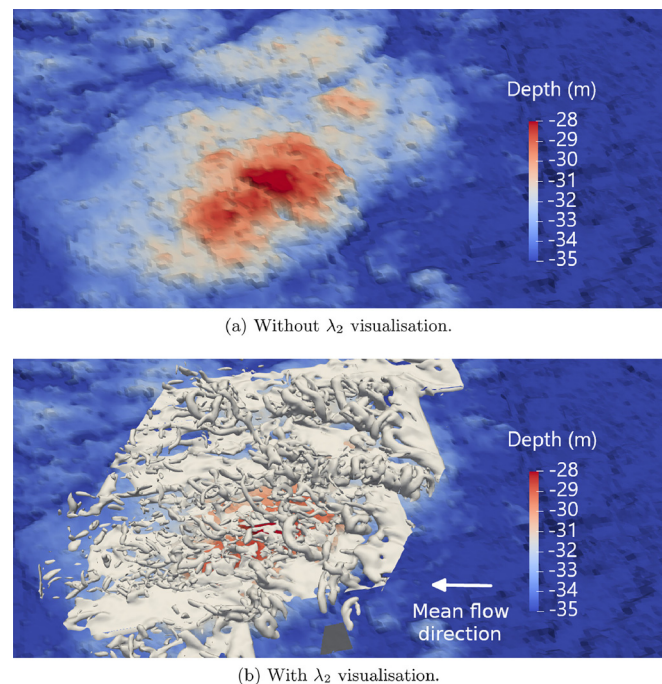 Depth (m)
-28
-29
-30
-31
-32
-33
-34
-35
(a) Without λ₂ visualisation.
Depth (m)
-28
-29
-30
-31
-32
-33
-34
-35
Mean flow
direction
(b) With λ₂ visualisation.